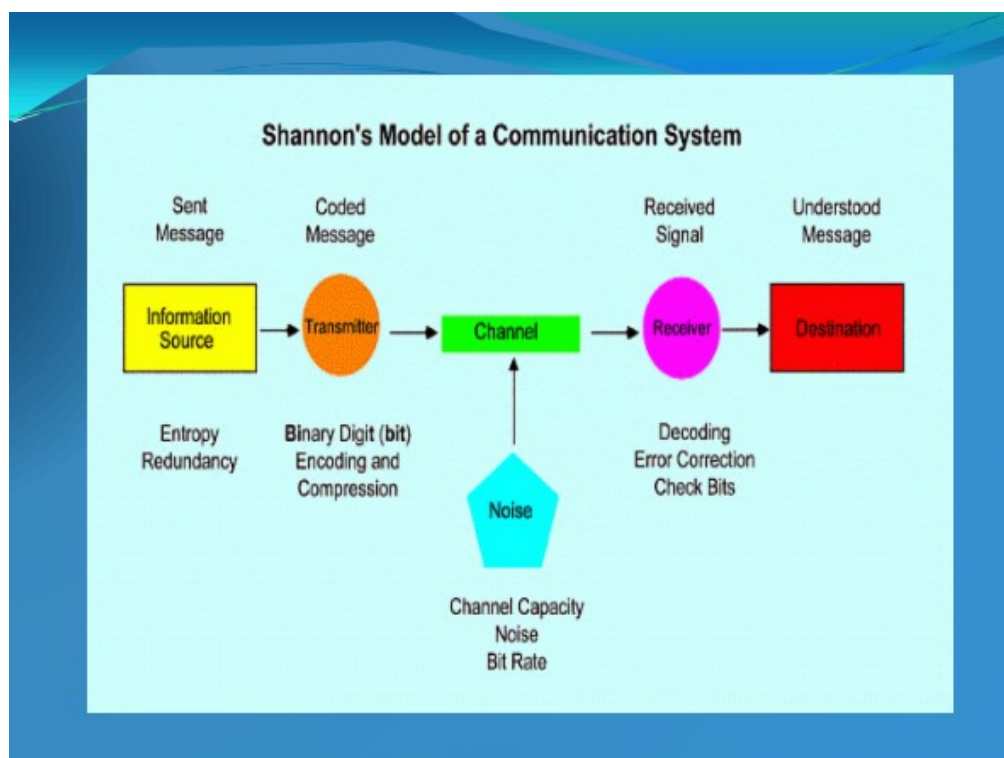 Shannon's Model of a Communication System
Sent
Message
Coded
Message
Received
Signal
Understood
Message
Information
Source
Transmitter
Channel
Receiver
Destination
Entropy
Redundancy
Binary Digit (bit)
Encoding and
Compression
Decoding
Error Correction
Check Bits
Noise
Channel Capacity
Noise
Bit Rate